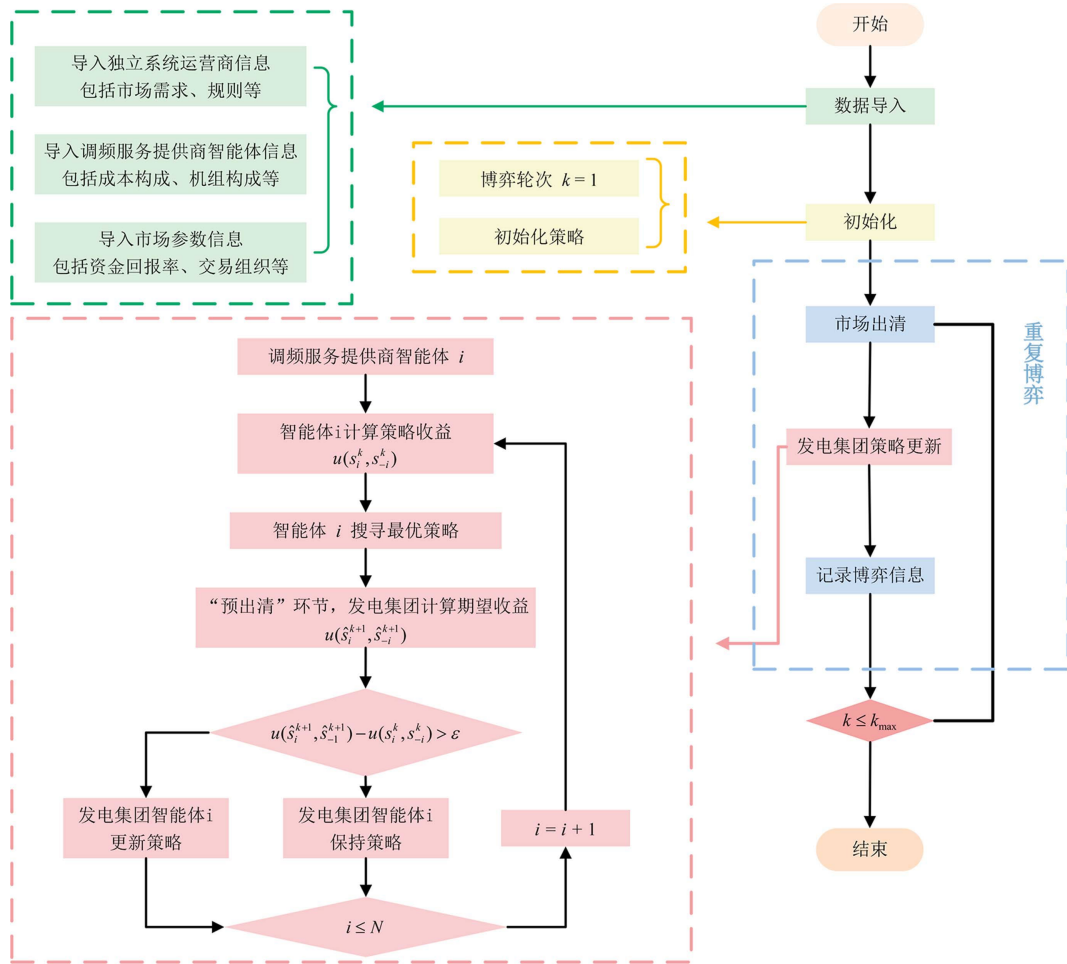 开始
数据导入
初始化
导入独立系统运营商信息
包括市场需求、规则等
导入调频服务提供商智能体信息
包括成本构成、机组构成等
导入市场参数信息
包括资金回报率、交易组织等
博弈轮次 k = 1
初始化策略
重复博弈
市场出清
发电集团策略更新
记录博弈信息
k ≤ k_max
结束
调频服务提供商智能体 i
智能体i计算策略收益
u(s_i^k, s_{-i}^k)
智能体 i 搜寻最优策略
“预出清”环节，发电集团计算期望收益
u(ŝ_i^{k+1}, ŝ_{-i}^{k+1})
u(ŝ_i^{k+1}, ŝ_{-1}^{k+1}) − u(s_i^k, s_{-i}^k) > ε
发电集团智能体i
更新策略
发电集团智能体i
保持策略
i = i + 1
i ≤ N